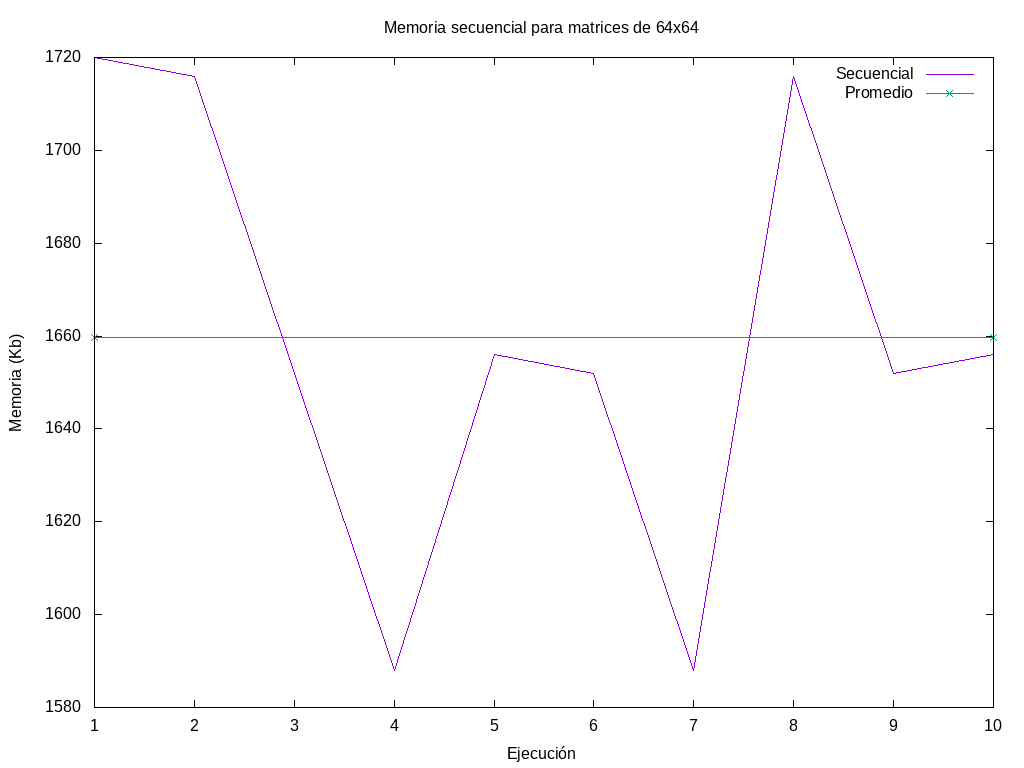 Memoria secuencial para matrices de 64x64
1720
1700
1680
1660
1640
1620
1600
1580
Memoria (Kb)
Secuencial
Promedio
1 2 3 4 5 6 7 8 9 10
Ejecución